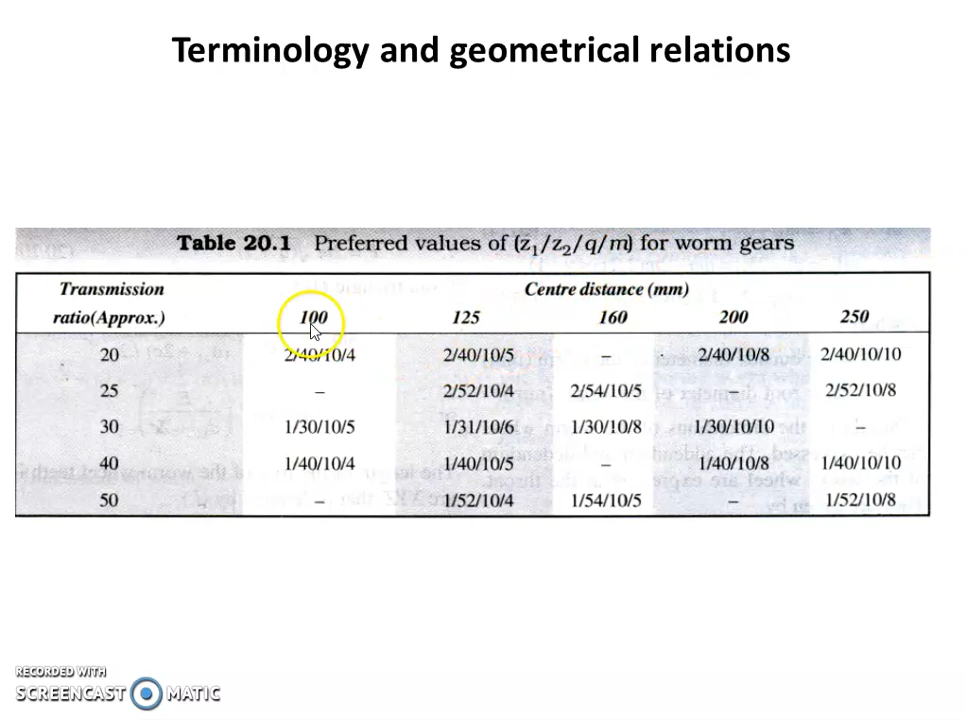 Terminology and geometrical relations
Table 20.1 Preferred values of (z1/z2/q/m) for worm gears
Transmission Centre distance (mm)
ratio(Approx.) 100 125 160 200 250
20 2/40/10/4 2/40/10/5 – 2/40/10/8 2/40/10/10
25 – 2/52/10/4 2/54/10/5 – 2/52/10/8
30 1/30/10/5 1/31/10/6 1/30/10/8 1/30/10/10 –
40 1/40/10/4 1/40/10/5 – 1/40/10/8 1/40/10/10
50 – 1/52/10/4 1/54/10/5 – 1/52/10/8
RECORDED WITH
SCREENCAST MATIC